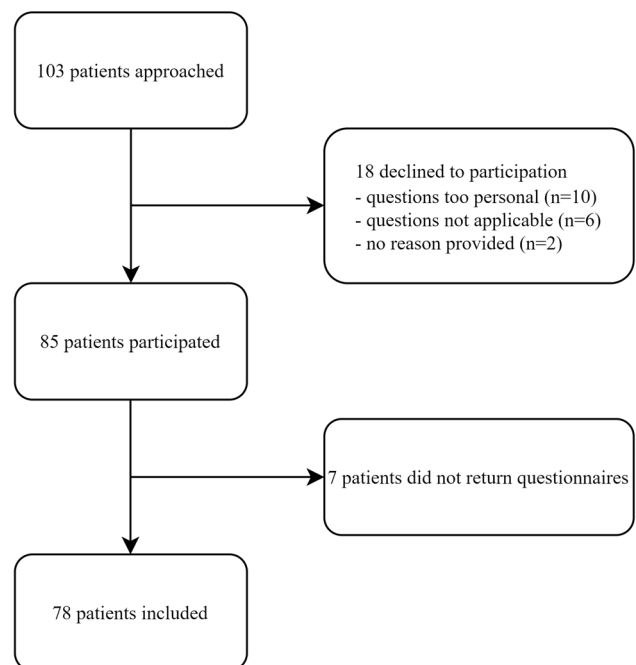 103 patients approached
18 declined to participation
- questions too personal (n=10)
- questions not applicable (n=6)
- no reason provided (n=2)
85 patients participated
7 patients did not return questionnaires
78 patients included